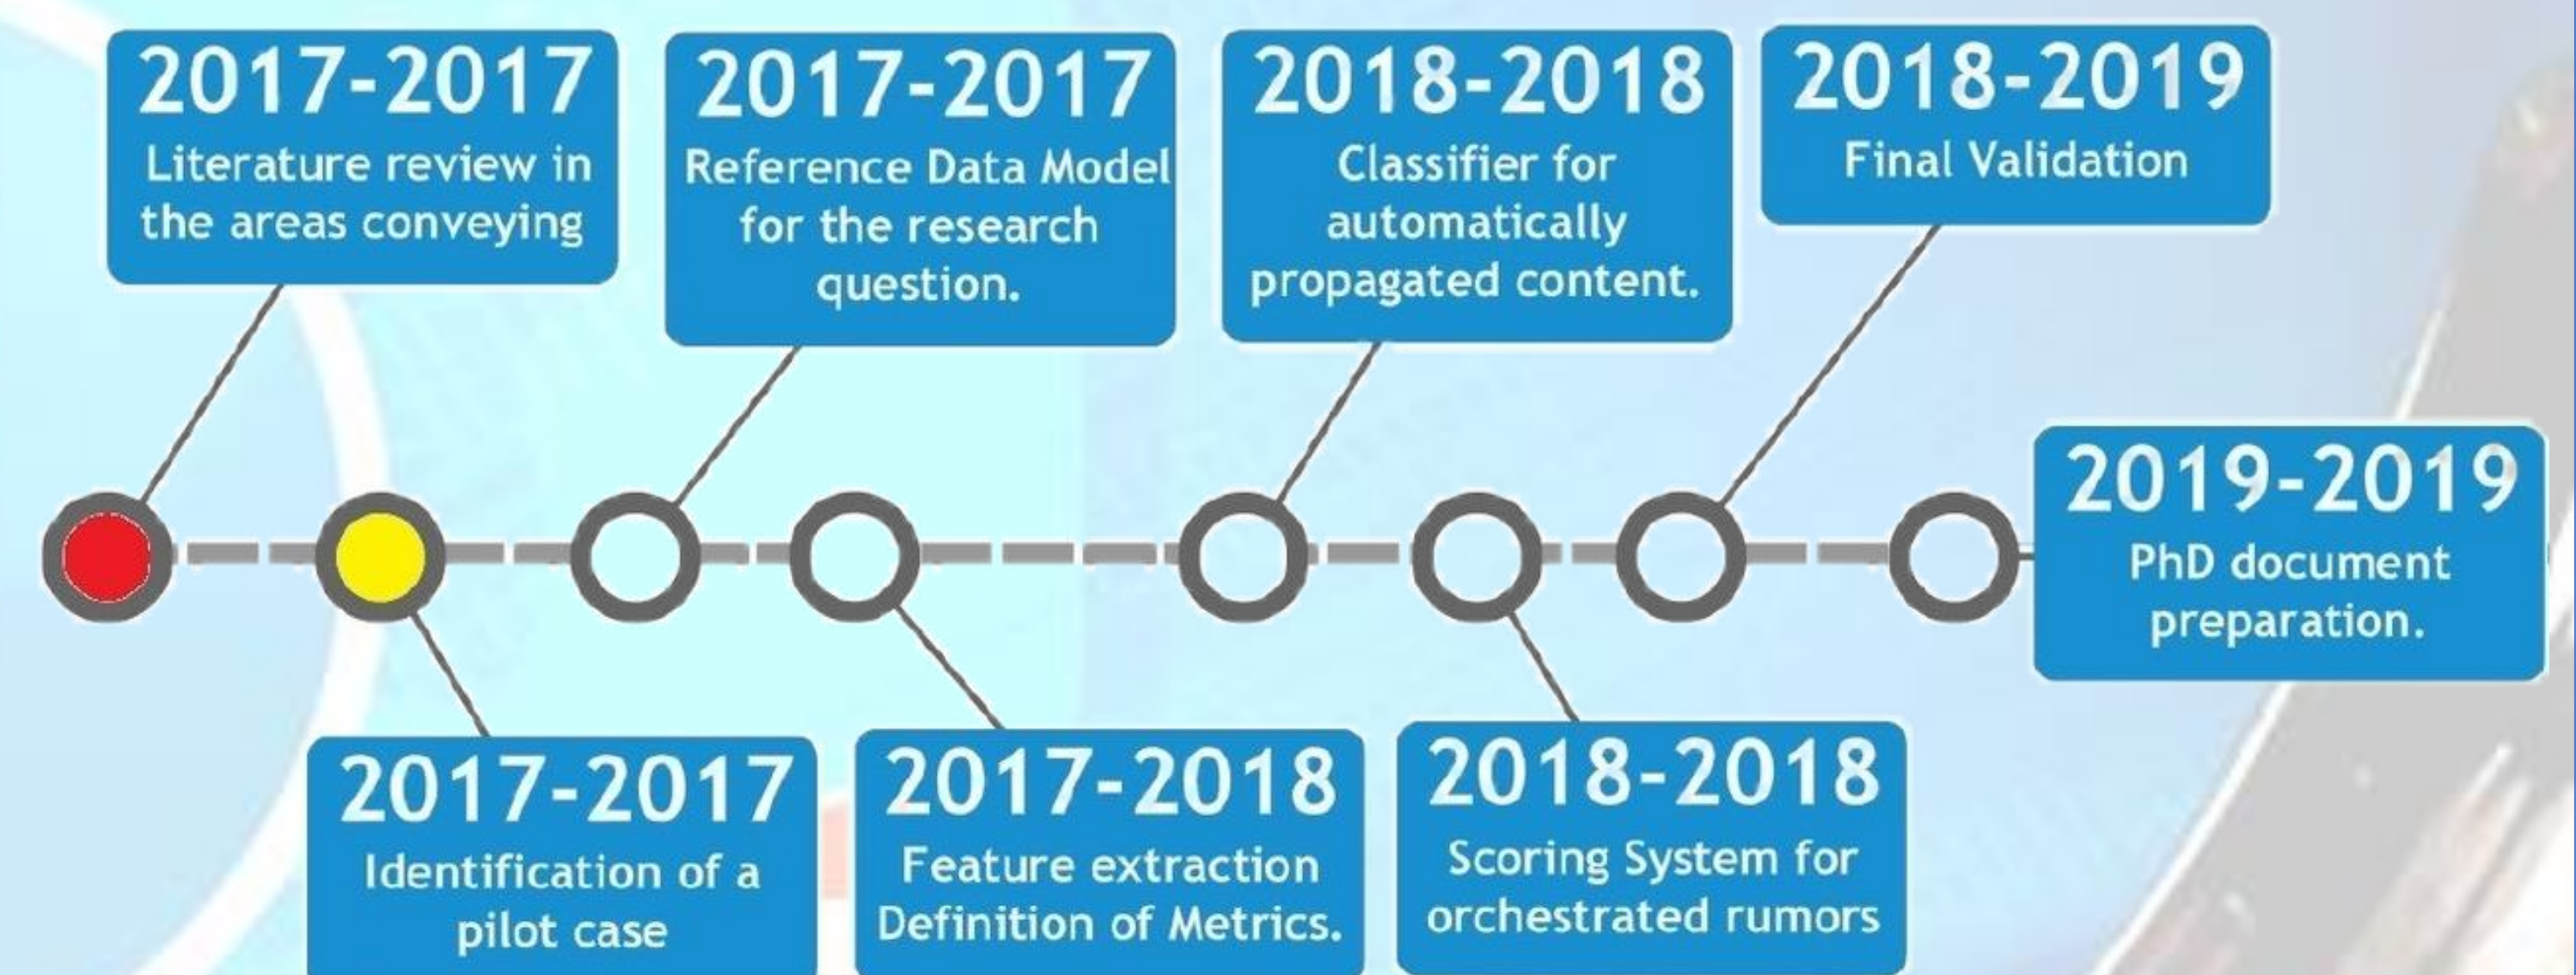 2017-2017
Literature review in
the areas conveying
2017-2017
Identification of a
pilot case
2017-2017
Reference Data Model
for the research
question.
2017-2018
Feature extraction
Definition of Metrics.
2018-2018
Classifier for
automatically
propagated content.
2018-2018
Scoring System for
orchestrated rumors
2018-2019
Final Validation
2019-2019
PhD document
preparation.